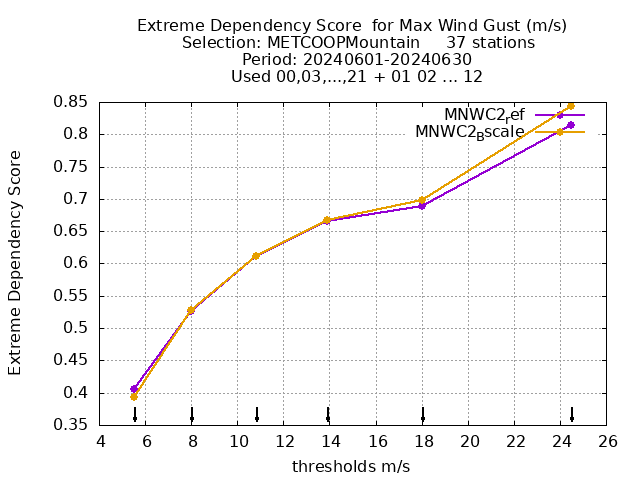 Extreme Dependency Score  for Max Wind Gust (m/s)
Selection: METCOOPMountain     37 stations
Period: 20240601-20240630
Used 00,03,...,21 + 01 02 ... 12
MNWC2ref
MNWC2Bscale
Extreme Dependency Score
0.85
0.8
0.75
0.7
0.65
0.6
0.55
0.5
0.45
0.4
0.35
4 6 8 10 12 14 16 18 20 22 24 26
thresholds m/s